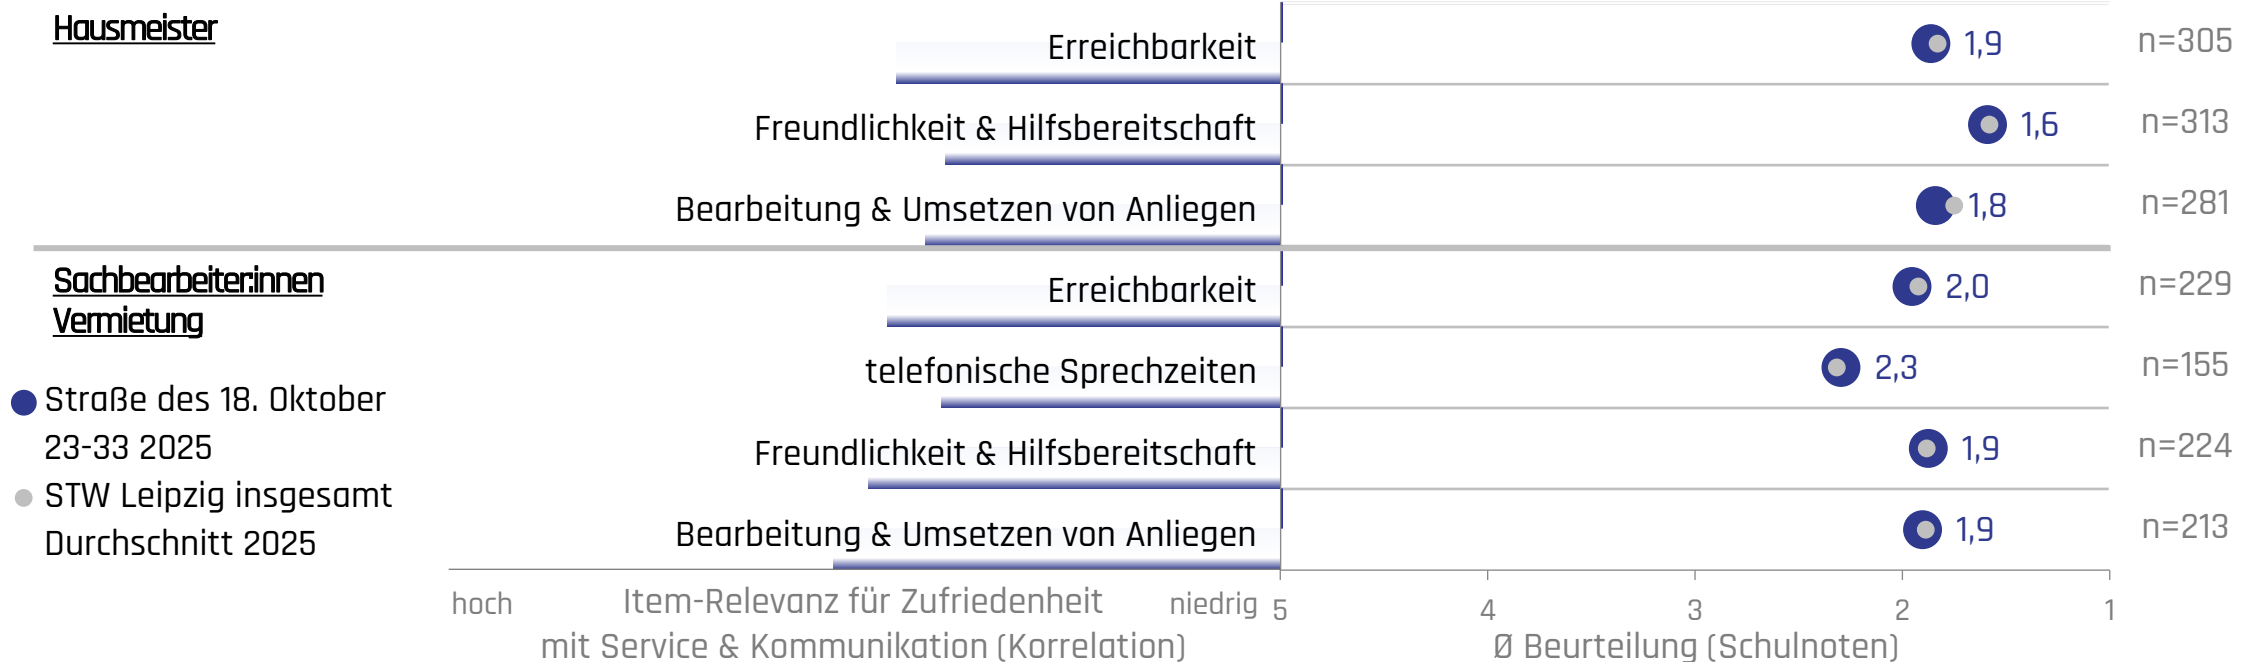 Hausmeister
Erreichbarkeit
1,9
n=305
Freundlichkeit & Hilfsbereitschaft
1,6
n=313
Bearbeitung & Umsetzen von Anliegen
1,8
n=281
Sachbearbeiter:innen
Vermietung
Erreichbarkeit
2,0
n=229
telefonische Sprechzeiten
2,3
n=155
Freundlichkeit & Hilfsbereitschaft
1,9
n=224
Bearbeitung & Umsetzen von Anliegen
1,9
n=213
Straße des 18. Oktober
23-33 2025
STW Leipzig insgesamt
Durchschnitt 2025
hoch
Item-Relevanz für Zufriedenheit
mit Service & Kommunikation (Korrelation)
niedrig
5
4
3
2
1
Ø Beurteilung (Schulnoten)